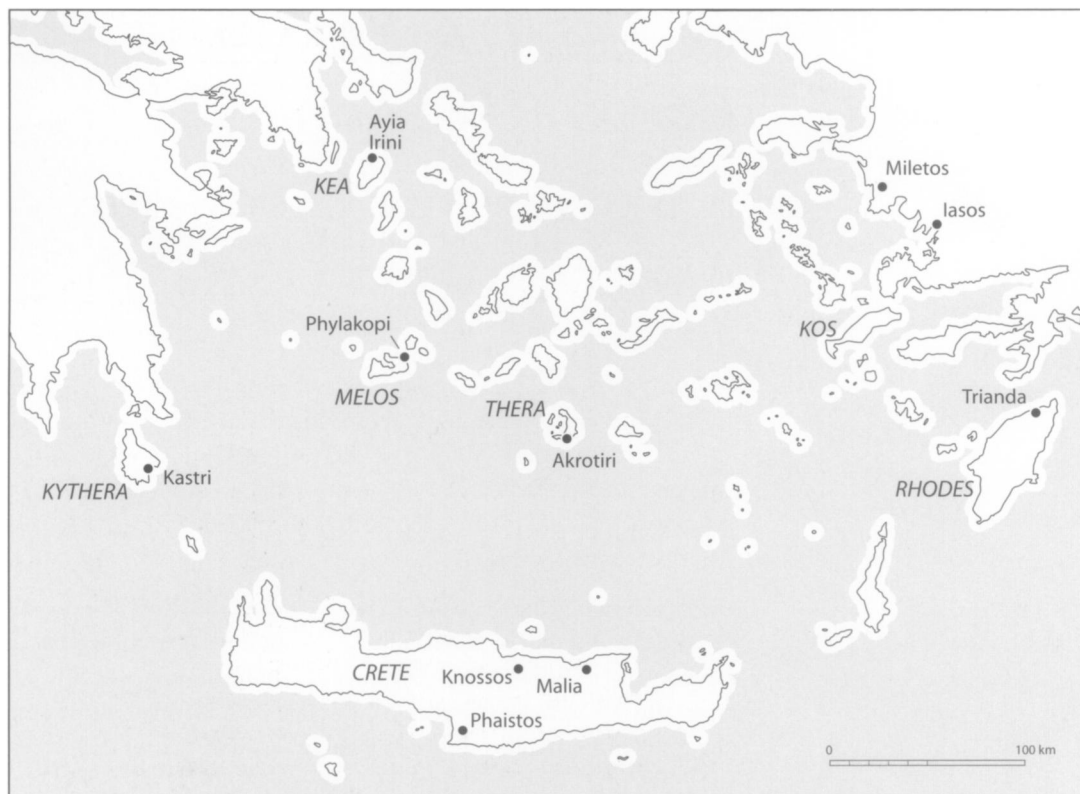 Ayia
Irini
KEA
Miletos
Iasos
Phylakopi
MELOS
KOS
THERA
Trianda
Akrotiri
Kastri
KYTHERA
RHODES
CRETE
Knossos
Malia
Phaistos
0
100 km